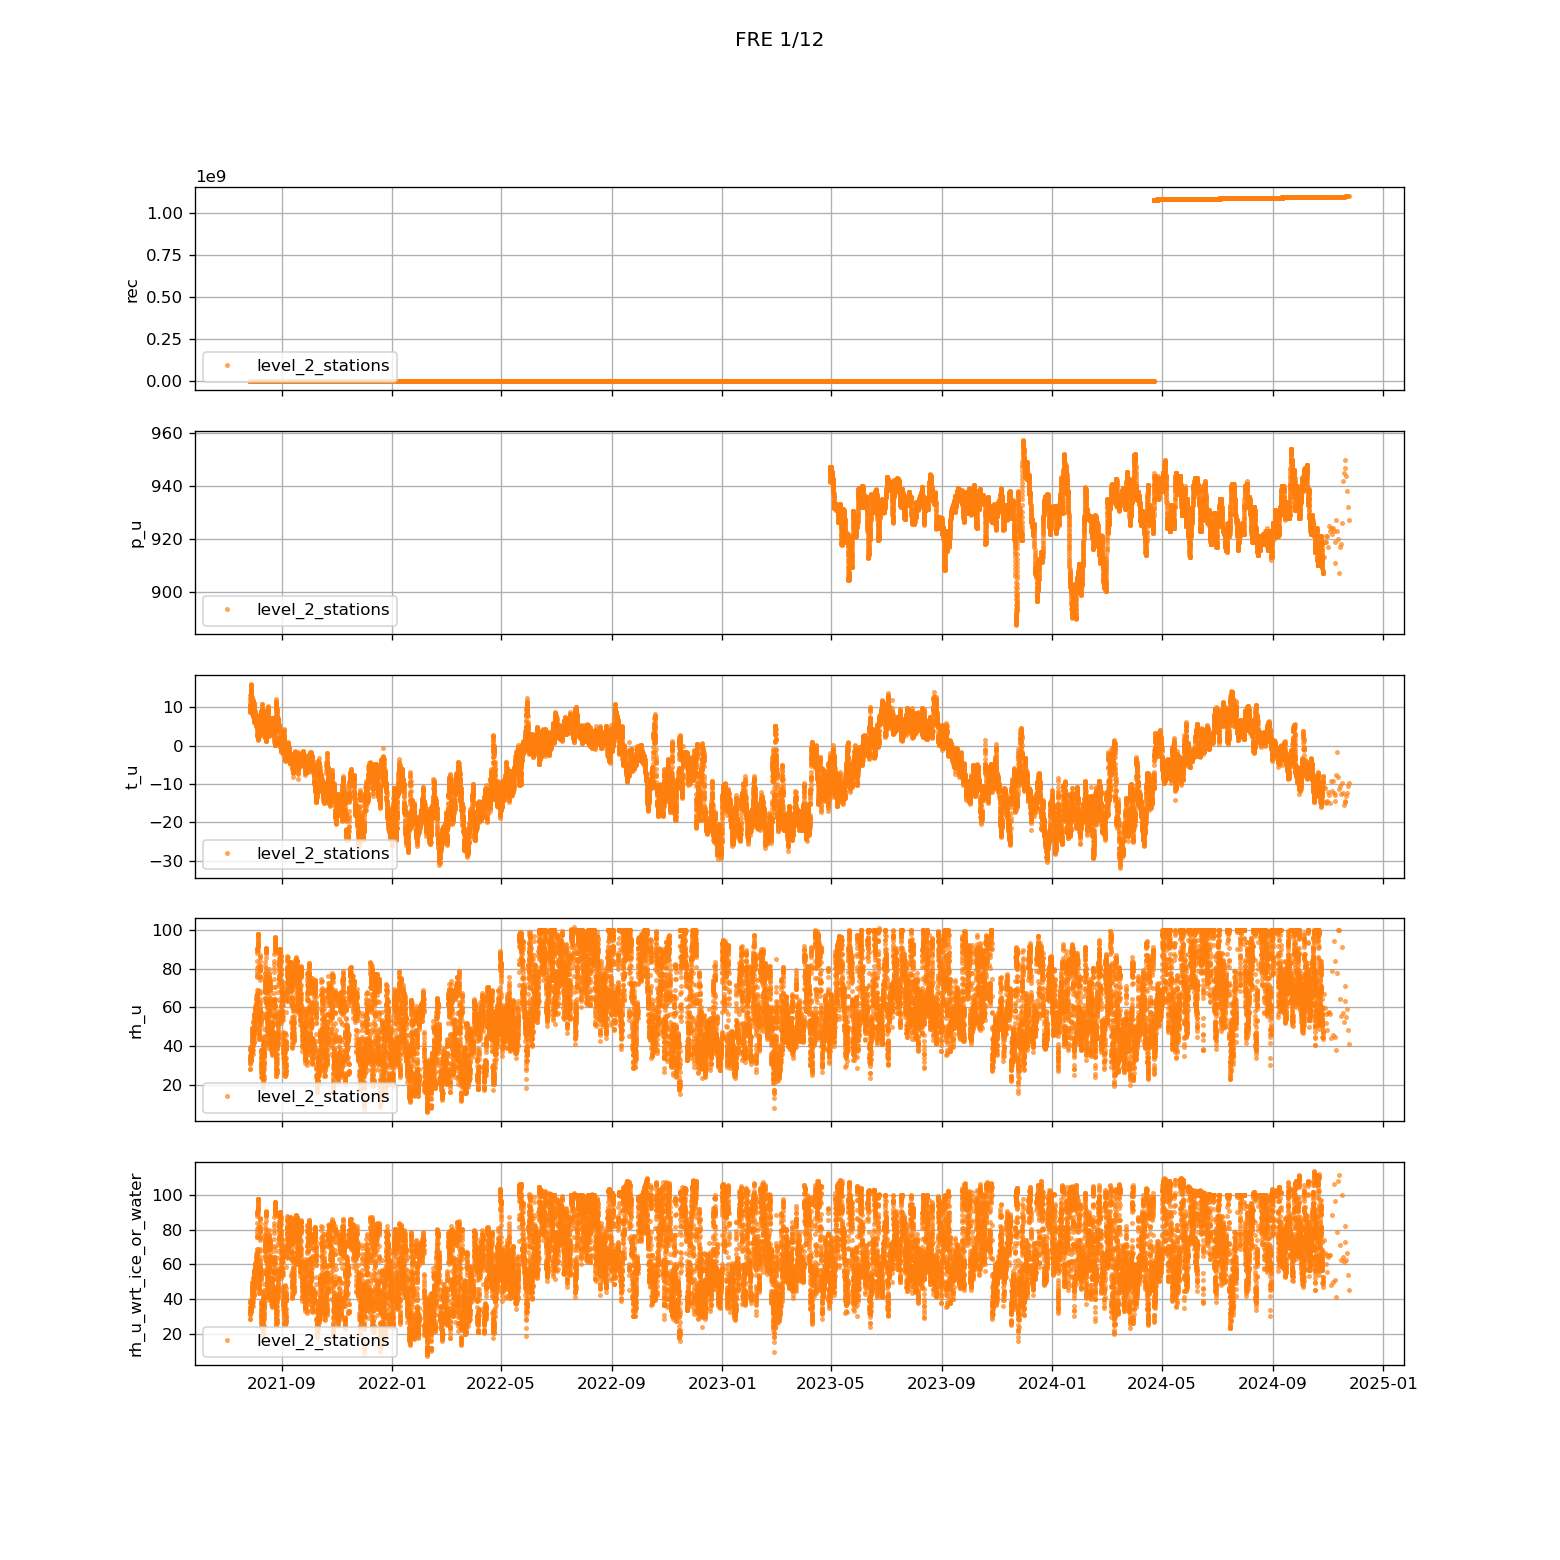 FRE 1/12
1e9
1.00
0.75
0.50
0.25
0.00
rec
level_2_stations
960
940
920
900
p_u
level_2_stations
10
0
−10
−20
−30
t_u
level_2_stations
100
80
60
40
20
rh_u
level_2_stations
100
80
60
40
20
rh_u_wrt_ice_or_water
level_2_stations
2021-09 2022-01 2022-05 2022-09 2023-01 2023-05 2023-09 2024-01 2024-05 2024-09 2025-01